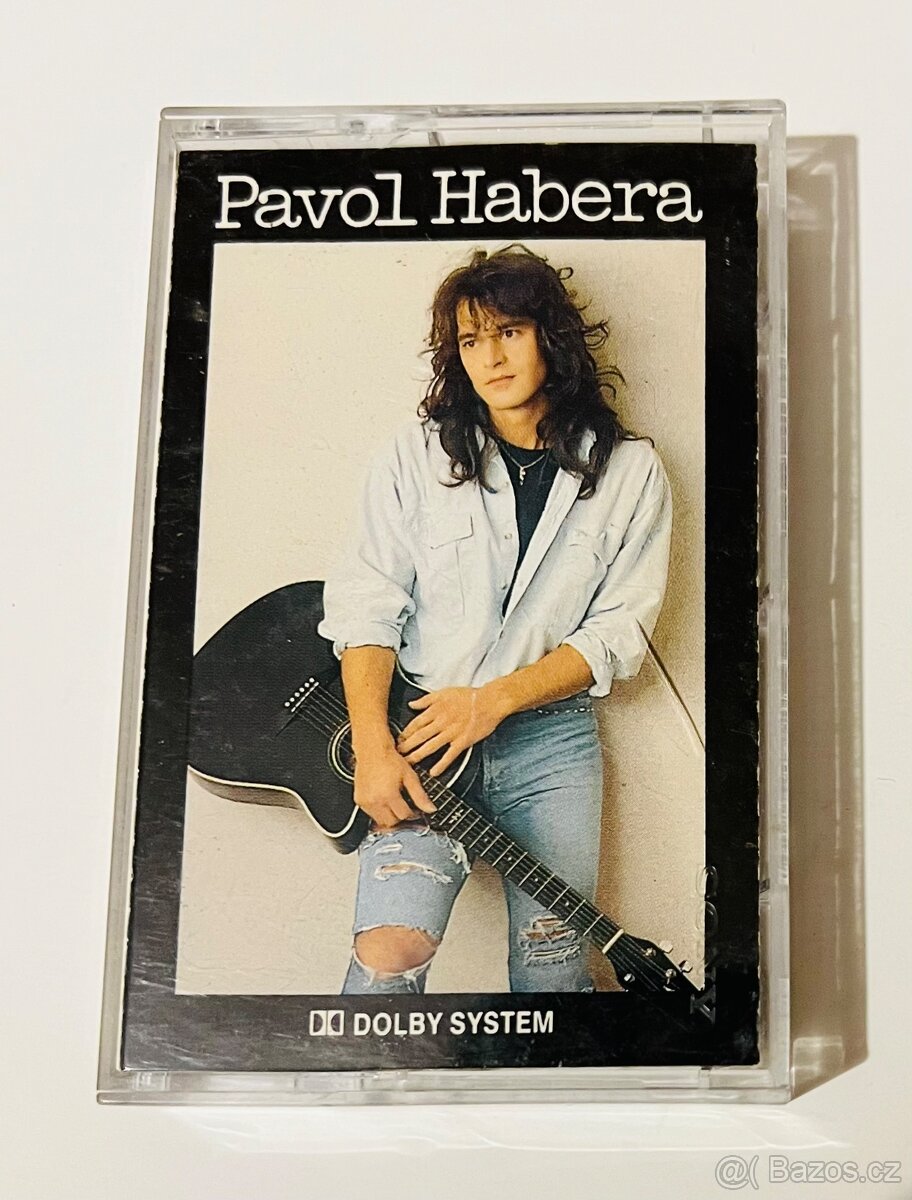 Pavol Habera
DOLBY SYSTEM
@( Bazos.cz